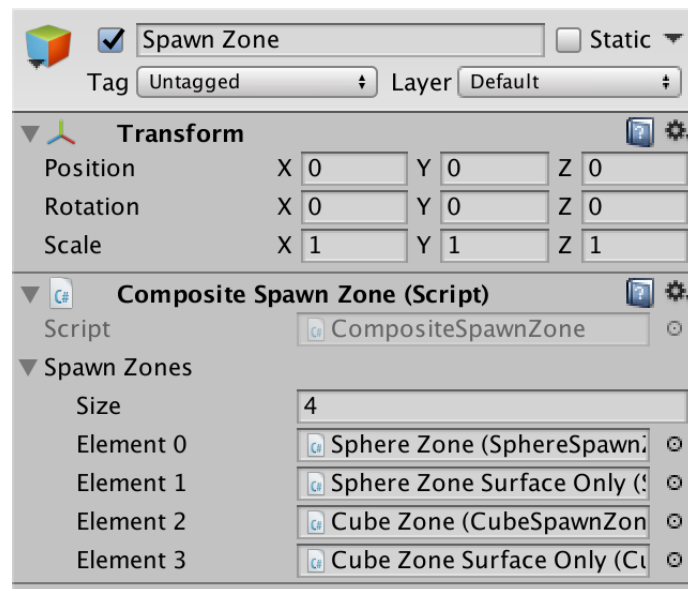 Spawn Zone Static
Tag Untagged Layer Default
Transform
Position X 0 Y 0 Z 0
Rotation X 0 Y 0 Z 0
Scale X 1 Y 1 Z 1
C# Composite Spawn Zone (Script)
Script CompositeSpawnZone
Spawn Zones
Size 4
Element 0 Sphere Zone (SphereSpawn
Element 1 Sphere Zone Surface Only (
Element 2 Cube Zone (CubeSpawnZon
Element 3 Cube Zone Surface Only (Cu